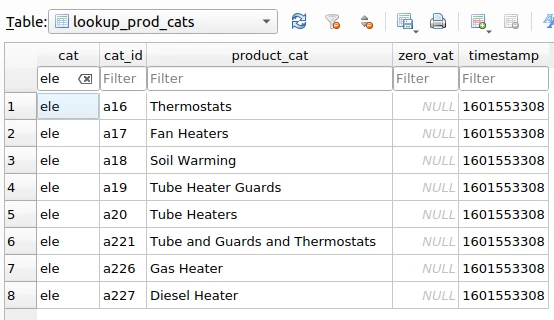 Table: lookup_prod_cats
cat cat_id product_cat zero_vat timestamp
ele Filter Filter Filter Filter
1 ele a16 Thermostats NULL 1601553308
2 ele a17 Fan Heaters NULL 1601553308
3 ele a18 Soil Warming NULL 1601553308
4 ele a19 Tube Heater Guards NULL 1601553308
5 ele a20 Tube Heaters NULL 1601553308
6 ele a221 Tube and Guards and Thermostats NULL 1601553308
7 ele a226 Gas Heater NULL 1601553308
8 ele a227 Diesel Heater NULL 1601553308